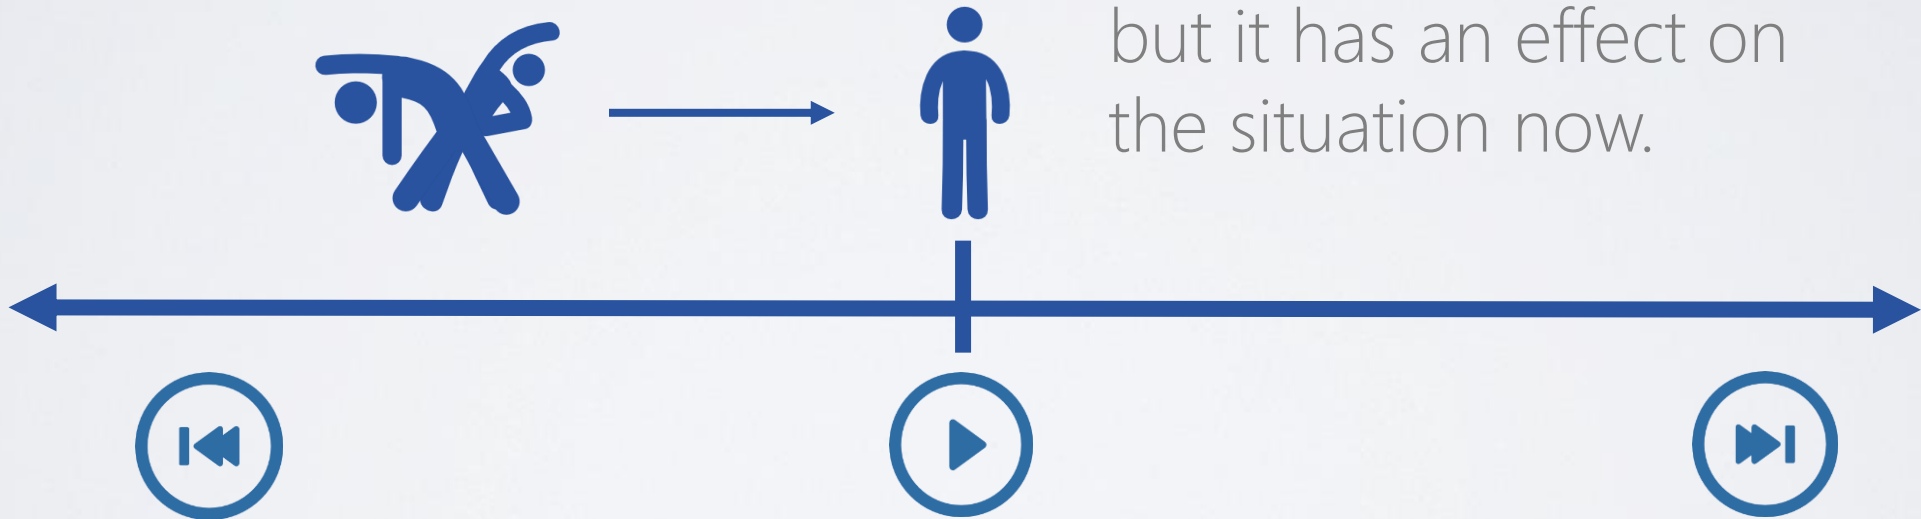 but it has an effect on
the situation now.